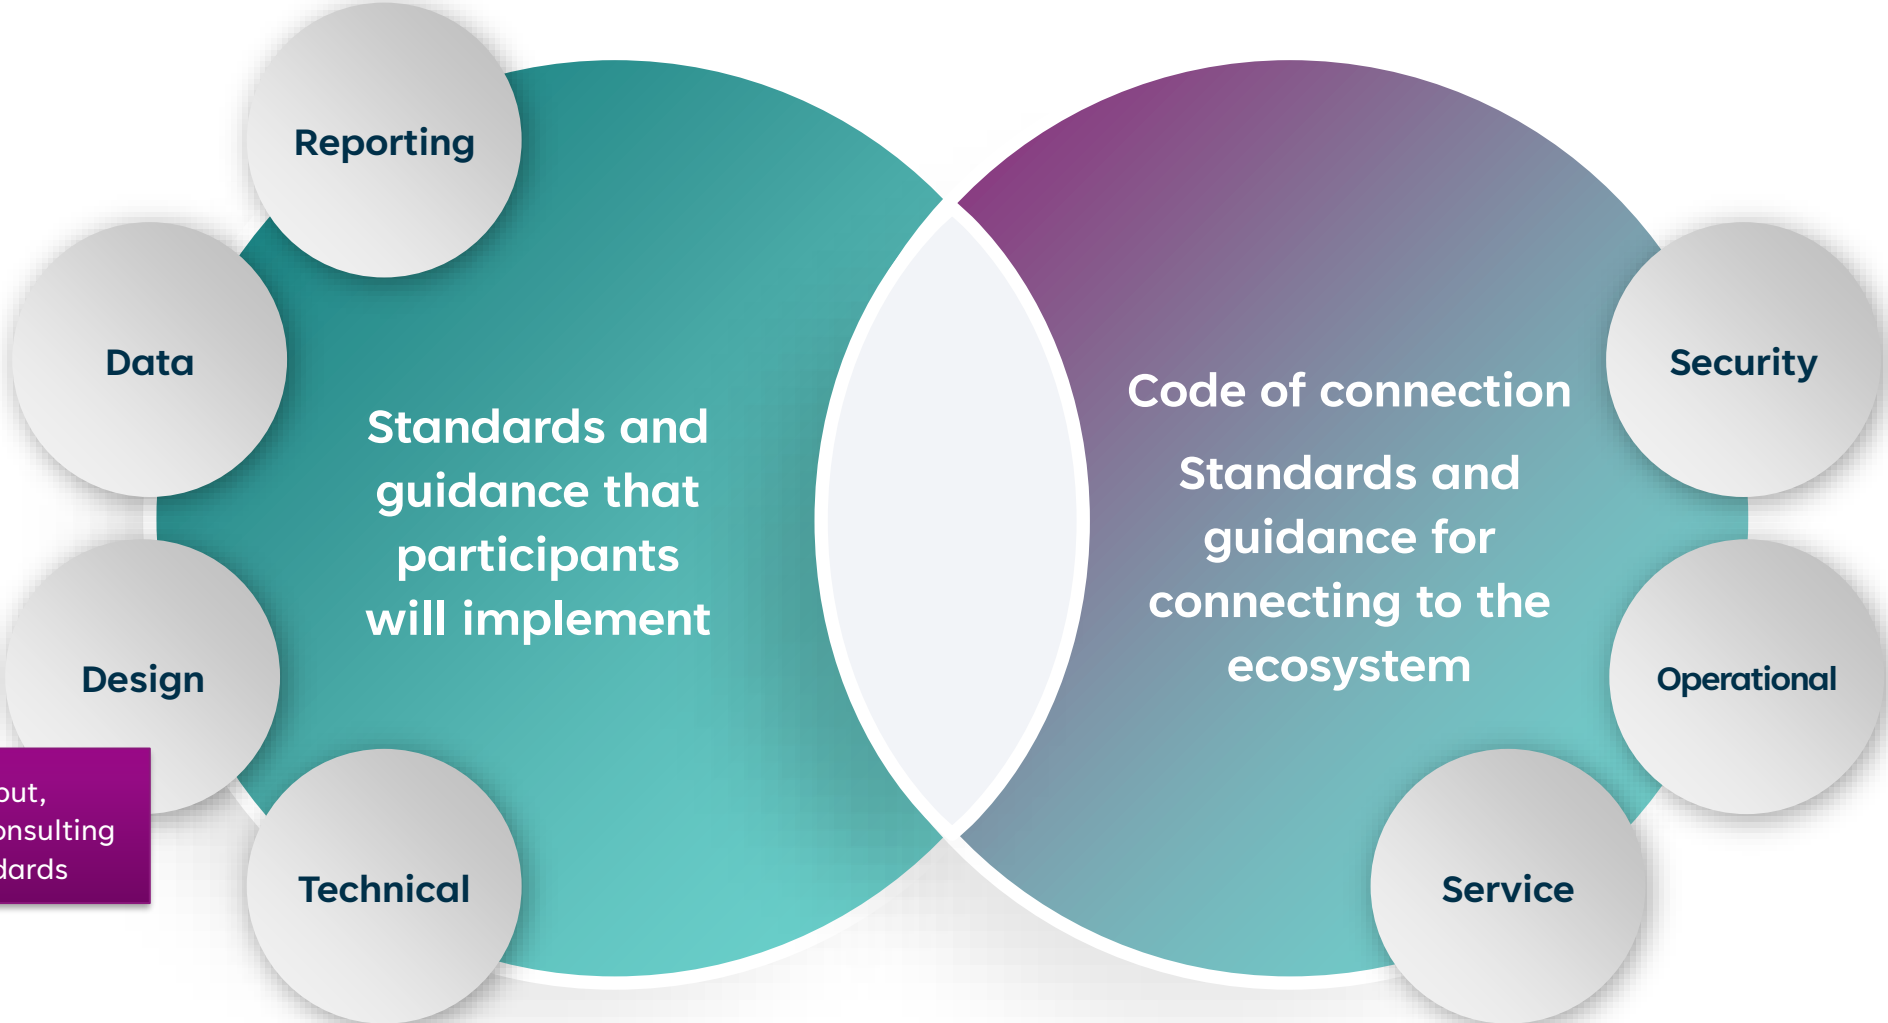 Reporting
Data
Design
Technical
Standards and
guidance that
participants
will implement
Code of connection
Standards and
guidance for
connecting to the
ecosystem
Security
Operational
Service